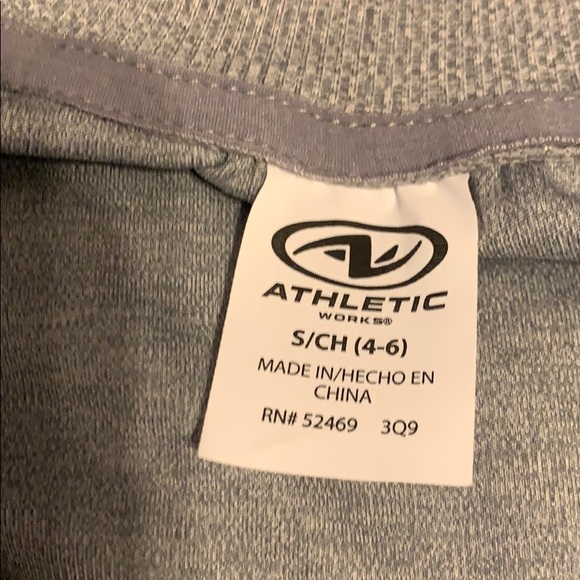 ATHLETIC
WORKS®
S/CH (4-6)
MADE IN/HECHO EN
CHINA
RN# 52469 3Q9